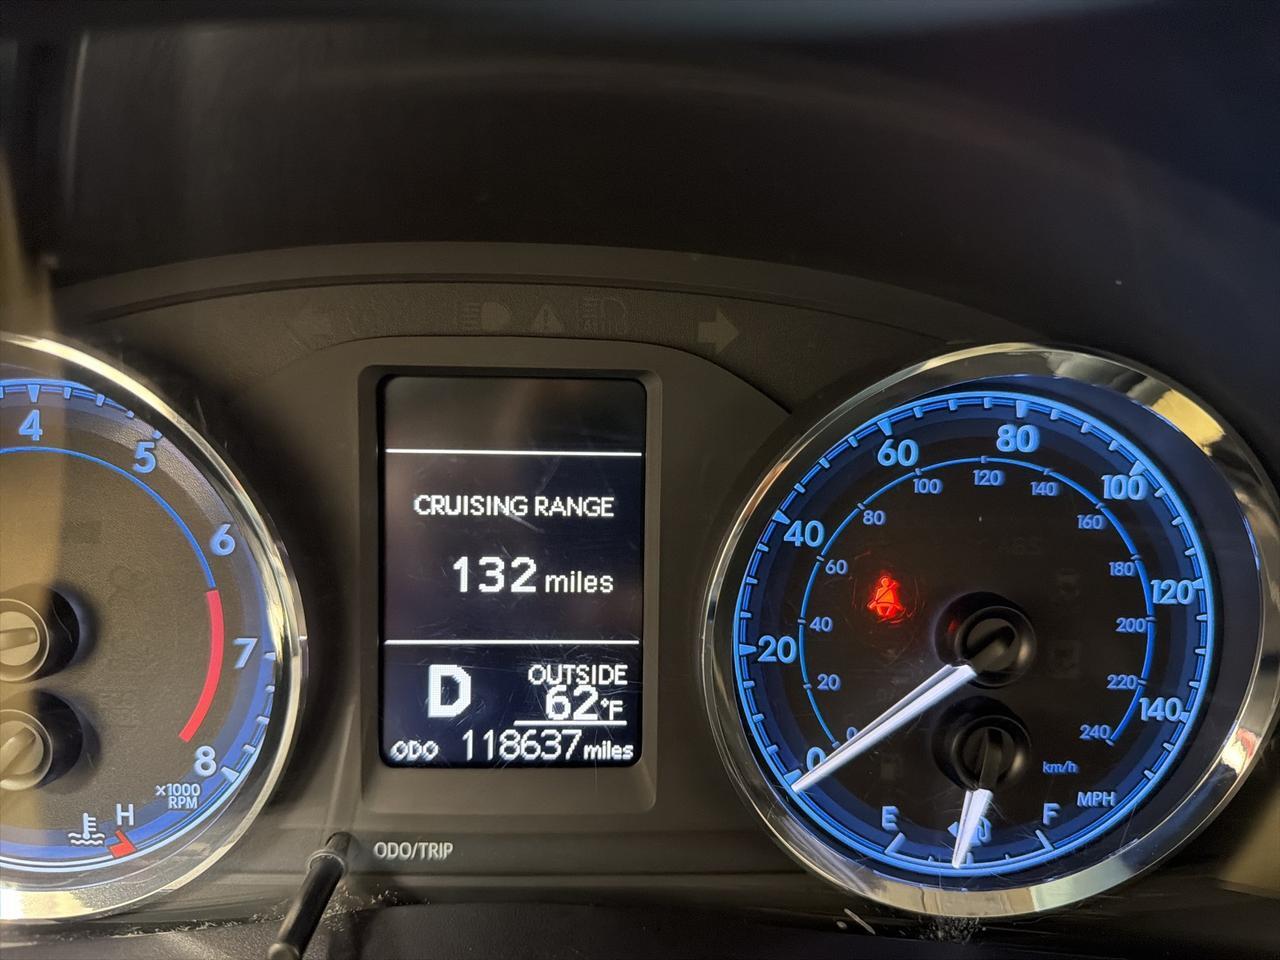 4
5
6
7
8
x1000
RPM
H
CRUISING RANGE
132 miles
D
OUTSIDE
62°F
ODO 118637 miles
ODO/TRIP
0
20
40
60
80
100
120
140
MPH
0
20
40
60
80
100
120
140
160
180
200
220
240
km/h
E
F